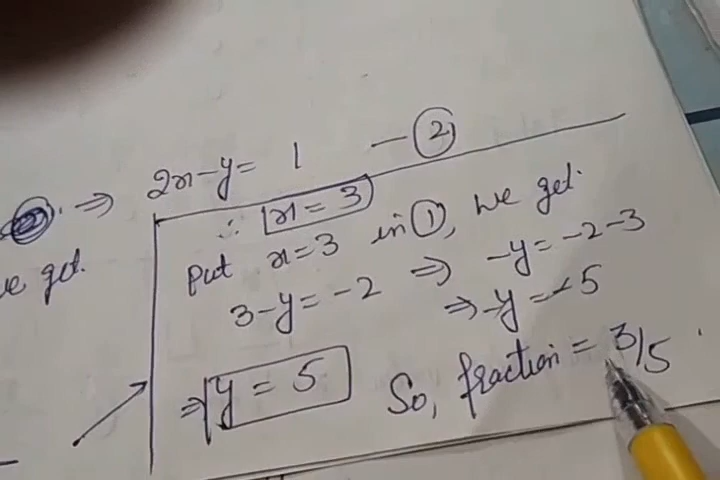 ⇒ 2x-y= 1 — ②
we get.
∴ x = 3
Put x=3 in ①, we get.
3-y= -2 ⇒ -y= -2-3
⇒ -y = -5
⇒ y = 5 So, fraction = 3/5